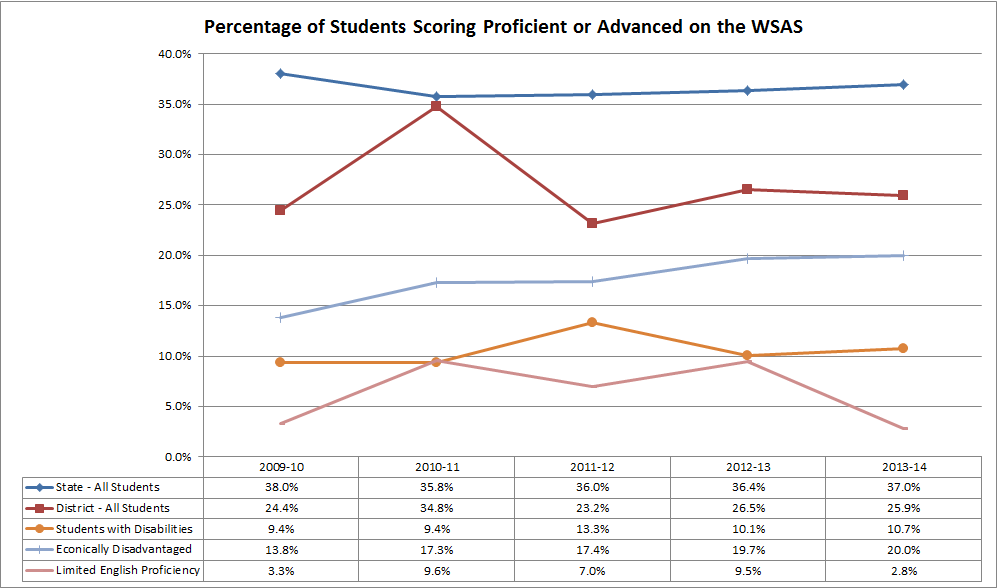 Percentage of Students Scoring Proficient or Advanced on the WSAS
40.0%
35.0%
30.0%
25.0%
20.0%
15.0%
10.0%
5.0%
0.0%
2009-10 2010-11 2011-12 2012-13 2013-14
State - All Students 38.0% 35.8% 36.0% 36.4% 37.0%
District - All Students 24.4% 34.8% 23.2% 26.5% 25.9%
Students with Disabilities 9.4% 9.4% 13.3% 10.1% 10.7%
Econically Disadvantaged 13.8% 17.3% 17.4% 19.7% 20.0%
Limited English Proficiency 3.3% 9.6% 7.0% 9.5% 2.8%